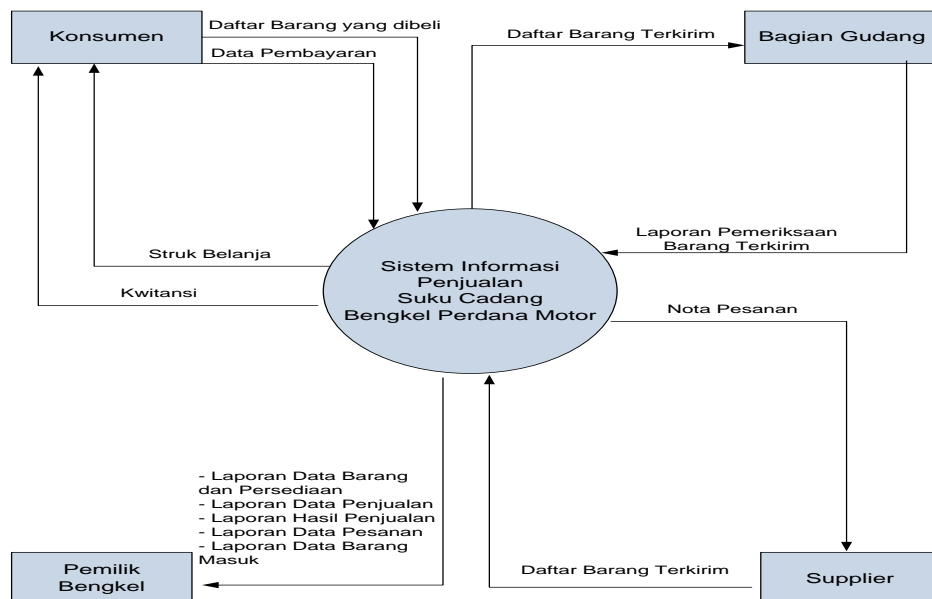 Konsumen
Daftar Barang yang dibeli
Data Pembayaran
Daftar Barang Terkirim
Bagian Gudang
Struk Belanja
Kwitansi
Sistem Informasi
Penjualan
Suku Cadang
Bengkel Perdana Motor
Laporan Pemeriksaan
Barang Terkirim
Nota Pesanan
- Laporan Data Barang
dan Persediaan
- Laporan Data Penjualan
- Laporan Hasil Penjualan
- Laporan Data Pesanan
- Laporan Data Barang
Masuk
Pemilik
Bengkel
Daftar Barang Terkirim
Supplier